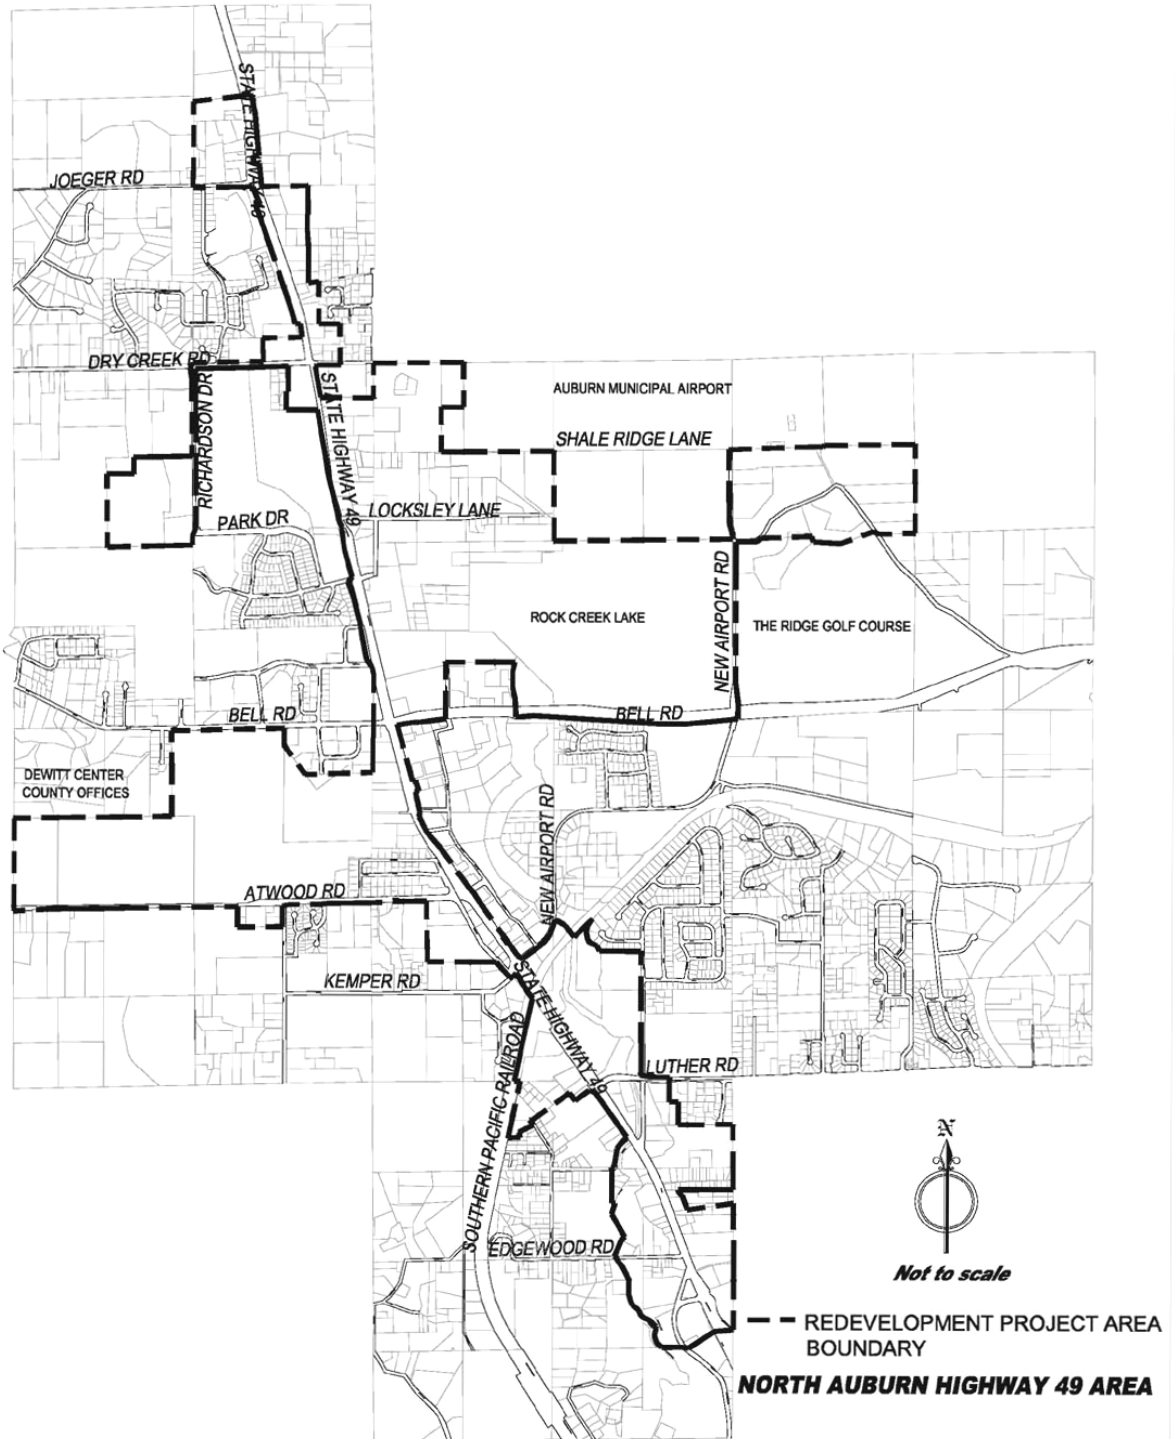 STATE HIGHWAY 49
JOEGER RD
DRY CREEK RD
RICHARDSON DR
STATE HIGHWAY 49
AUBURN MUNICIPAL AIRPORT
SHALE RIDGE LANE
LOCKSLEY LANE
PARK DR
NEW AIRPORT RD
ROCK CREEK LAKE
THE RIDGE GOLF COURSE
BELL RD
BELL RD
DEWITT CENTER
COUNTY OFFICES
NEW AIRPORT RD
ATWOOD RD
KEMPER RD
STATE HIGHWAY 49
SOUTHERN PACIFIC RAILROAD
LUTHER RD
EDGEWOOD RD
N
Not to scale
REDEVELOPMENT PROJECT AREA
BOUNDARY
NORTH AUBURN HIGHWAY 49 AREA